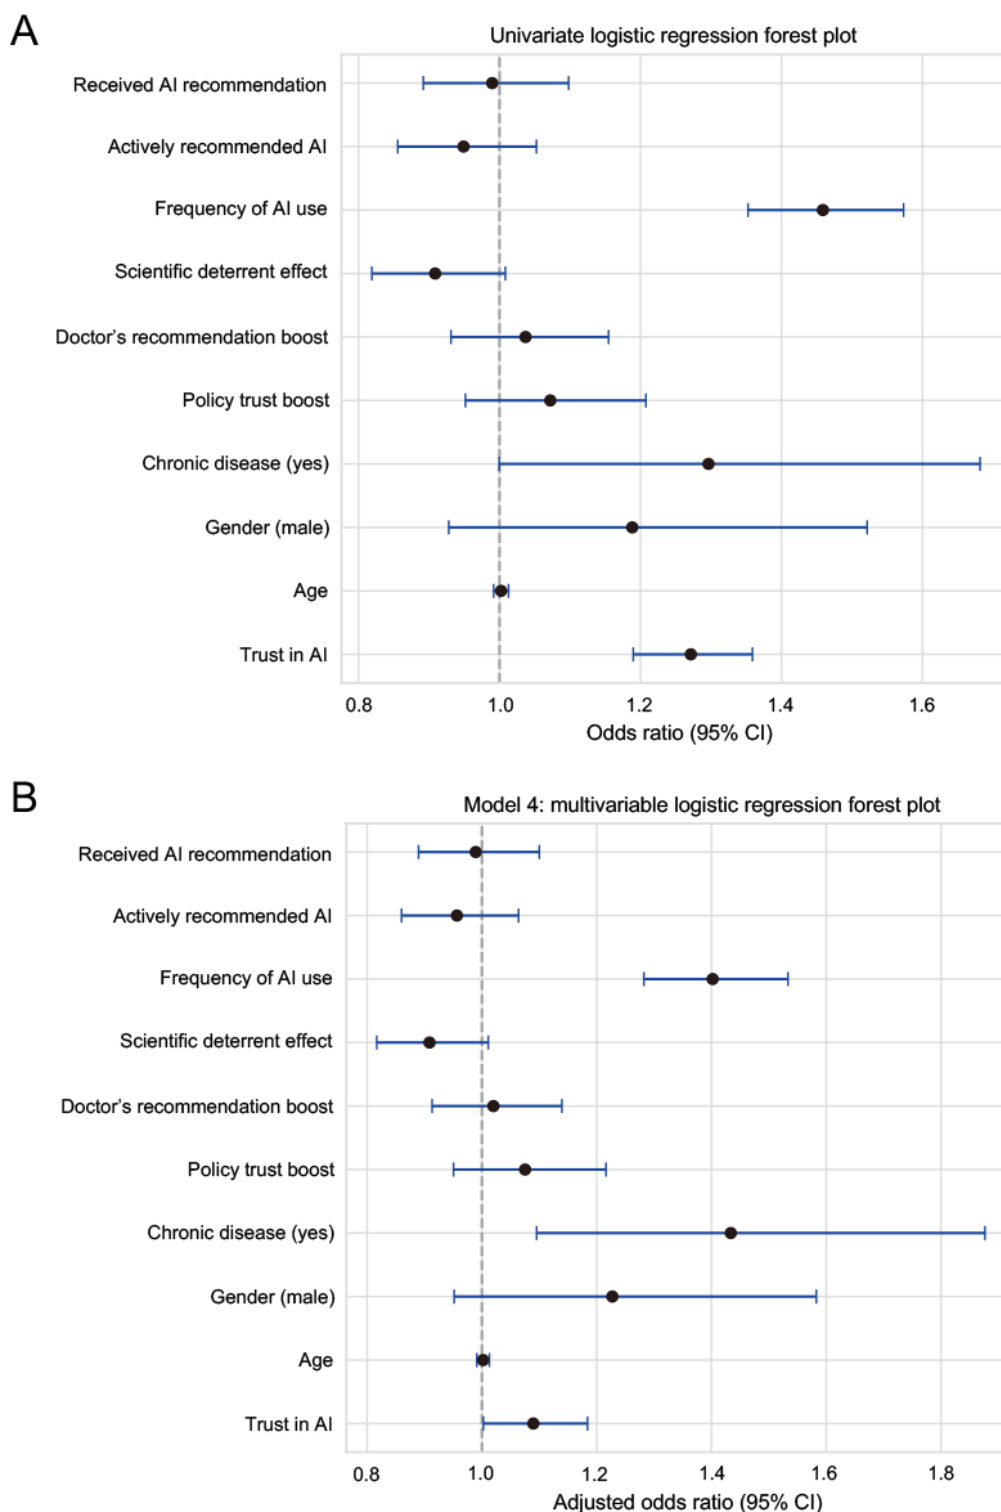 A
Univariate logistic regression forest plot
Received AI recommendation
Actively recommended AI
Frequency of AI use
Scientific deterrent effect
Doctor's recommendation boost
Policy trust boost
Chronic disease (yes)
Gender (male)
Age
Trust in AI
0.8 1.0 1.2 1.4 1.6
Odds ratio (95% CI)
B
Model 4: multivariable logistic regression forest plot
Received AI recommendation
Actively recommended AI
Frequency of AI use
Scientific deterrent effect
Doctor's recommendation boost
Policy trust boost
Chronic disease (yes)
Gender (male)
Age
Trust in AI
0.8 1.0 1.2 1.4 1.6 1.8
Adjusted odds ratio (95% CI)